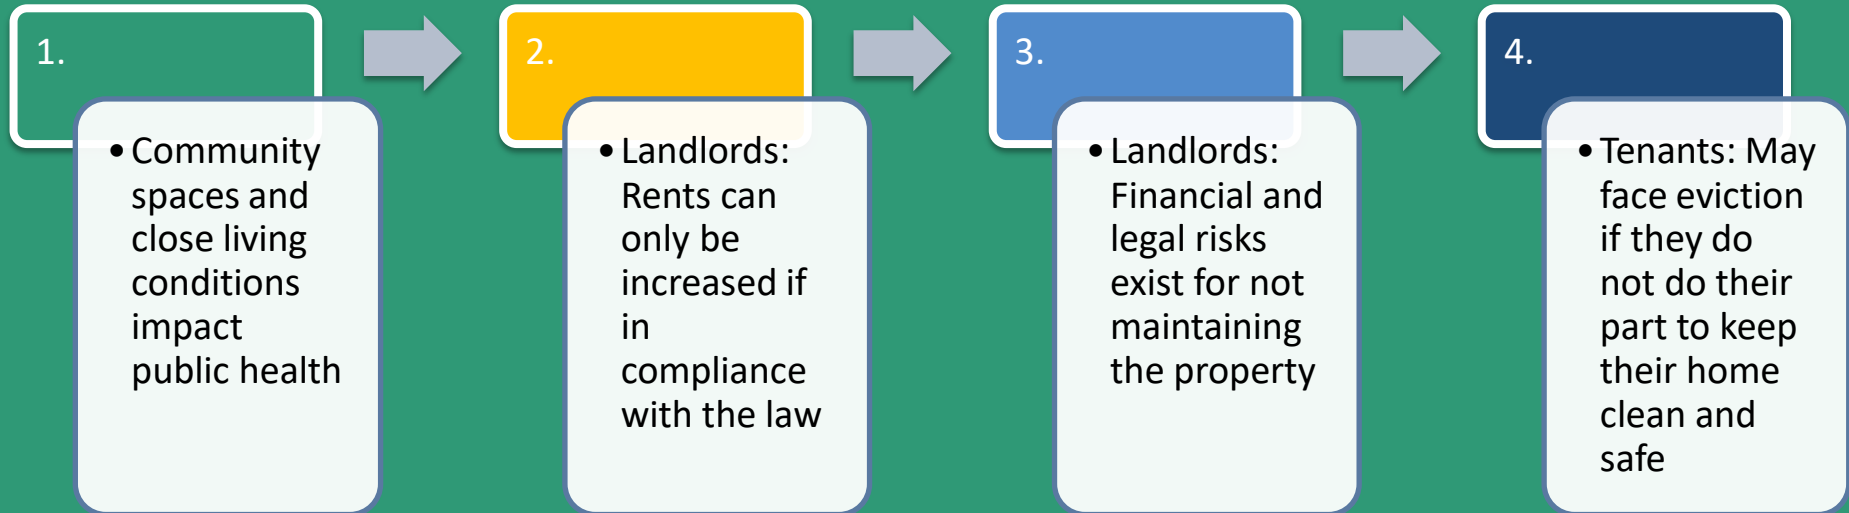 1.
• Community
spaces and
close living
conditions
impact
public health
2.
• Landlords:
Rents can
only be
increased if
in
compliance
with the law
3.
• Landlords:
Financial and
legal risks
exist for not
maintaining
the property
4.
• Tenants: May
face eviction
if they do
not do their
part to keep
their home
clean and
safe